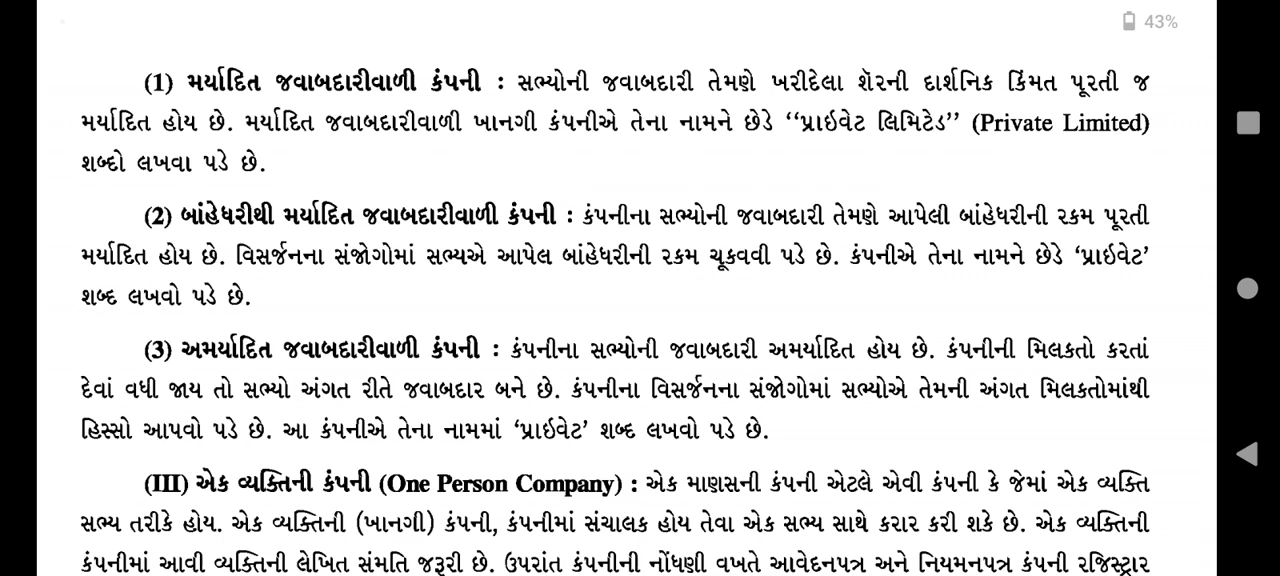 43%
(1) મર્યાદિત જવાબદારીવાળી કંપની : સભ્યોની જવાબદારી તેમણે ખરીદેલા શૅરની દાર્શનિક કિંમત પૂરતી જ
મર્યાદિત હોય છે. મર્યાદિત જવાબદારીવાળી ખાનગી કંપનીએ તેના નામને છેડે ‘‘પ્રાઇવેટ લિમિટેડ’’ (Private Limited)
શબ્દો લખવા પડે છે.
(2) બાંહેધરીથી મર્યાદિત જવાબદારીવાળી કંપની : કંપનીના સભ્યોની જવાબદારી તેમણે આપેલી બાંહેધરીની રકમ પૂરતી
મર્યાદિત હોય છે. વિસર્જનના સંજોગોમાં સભ્યએ આપેલ બાંહેધરીની રકમ ચૂકવવી પડે છે. કંપનીએ તેના નામને છેડે ‘પ્રાઇવેટ’
શબ્દ લખવો પડે છે.
(3) અમર્યાદિત જવાબદારીવાળી કંપની : કંપનીના સભ્યોની જવાબદારી અમર્યાદિત હોય છે. કંપનીની મિલકતો કરતાં
દેવાં વધી જાય તો સભ્યો અંગત રીતે જવાબદાર બને છે. કંપનીના વિસર્જનના સંજોગોમાં સભ્યોએ તેમની અંગત મિલકતોમાંથી
હિસ્સો આપવો પડે છે. આ કંપનીએ તેના નામમાં ‘પ્રાઇવેટ’ શબ્દ લખવો પડે છે.
(III) એક વ્યક્તિની કંપની (One Person Company) : એક માણસની કંપની એટલે એવી કંપની કે જેમાં એક વ્યક્તિ
સભ્ય તરીકે હોય. એક વ્યક્તિની (ખાનગી) કંપની, કંપનીમાં સંચાલક હોય તેવા એક સભ્ય સાથે કરાર કરી શકે છે. એક વ્યક્તિની
કંપનીમાં આવી વ્યક્તિની લેખિત સંમતિ જરૂરી છે. ઉપરાંત કંપનીની નોંધણી વખતે આવેદનપત્ર અને નિયમનપત્ર કંપની રજિસ્ટ્રાર